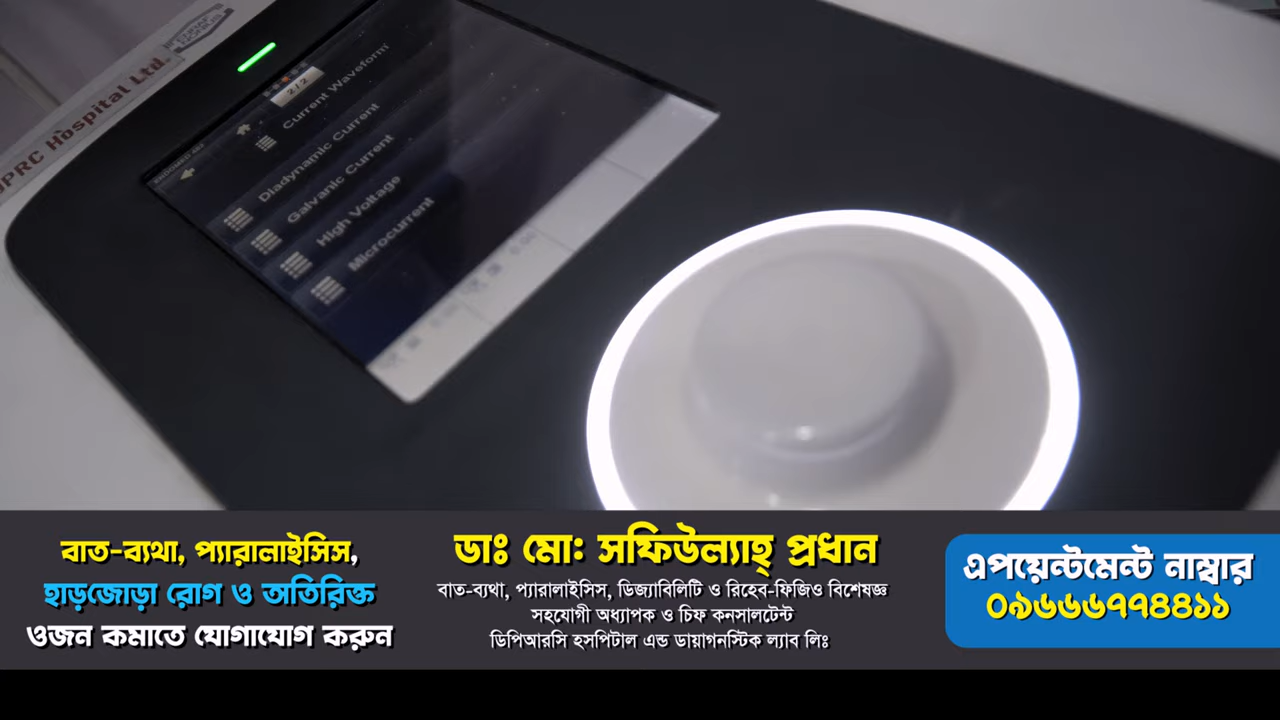 DPRC Hospital Ltd.
2/2
Current Waveform
Diadynamic Current
Galvanic Current
High Voltage
Microcurrent
বাত-ব্যথা, প্যারালাইসিস,
হাড়জোড়া রোগ ও অতিরিক্ত
ওজন কমাতে যোগাযোগ করুন
ডাঃ মো: সফিউল্যাহ্ প্রধান
বাত-ব্যথা, প্যারালাইসিস, ডিজ্যাবিলিটি ও রিহেব-ফিজিও বিশেষজ্ঞ
সহযোগী অধ্যাপক ও চিফ কনসালটেন্ট
ডিপিআরসি হসপিটাল এন্ড ডায়াগনস্টিক ল্যাব লিঃ
এপয়েন্টমেন্ট নাম্বার
০৯৬৬৬৭৭৪৪১১